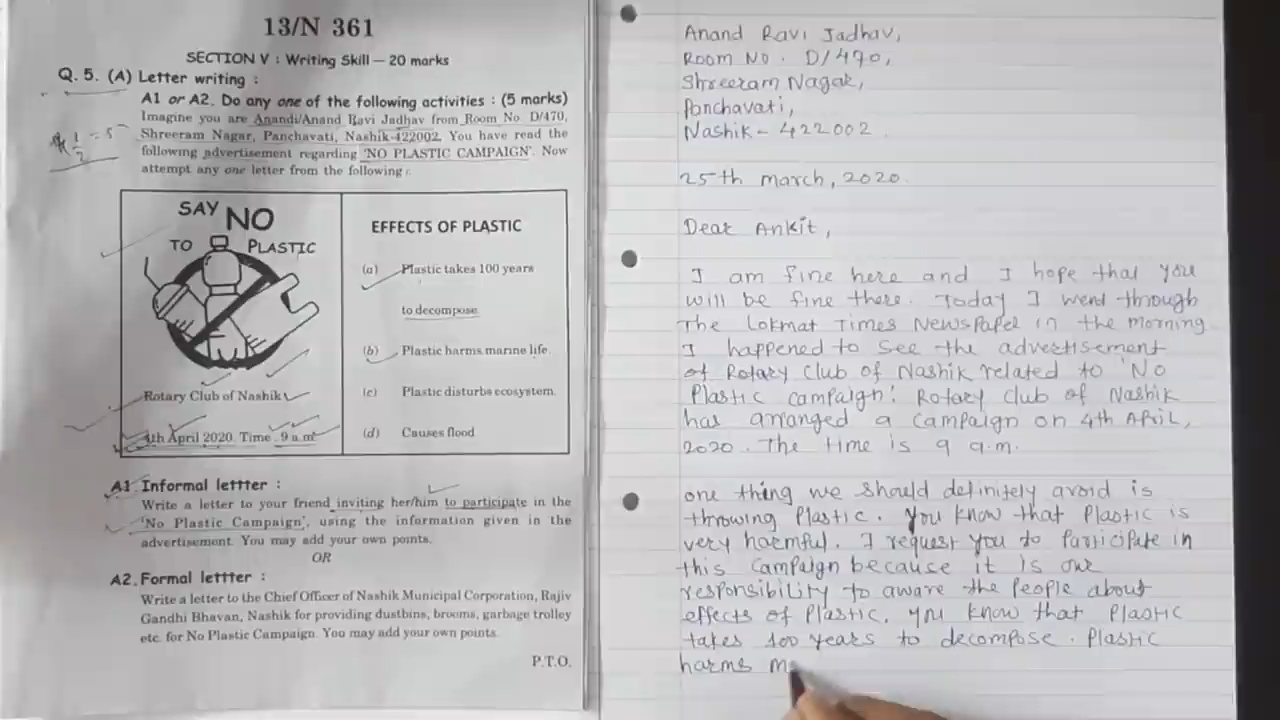 13/N 361
SECTION V : Writing Skill – 20 marks
Q. 5. (A) Letter writing :
A1 or A2. Do any one of the following activities : (5 marks)
Imagine you are Anandi/Anand Ravi Jadhav from Room No. D/470,
Shreeram Nagar, Panchavati, Nashik-422002. You have read the
following advertisement regarding 'NO PLASTIC CAMPAIGN'. Now
attempt any one letter from the following :
SAY NO
TO PLASTIC
Rotary Club of Nashik
4th April 2020 Time : 9 a.m.
EFFECTS OF PLASTIC
(a) Plastic takes 100 years
to decompose.
(b) Plastic harms marine life.
(c) Plastic disturbs ecosystem.
(d) Causes flood
A1. Informal lettter :
Write a letter to your friend inviting her/him to participate in the
'No Plastic Campaign', using the information given in the
advertisement. You may add your own points.
OR
A2. Formal lettter :
Write a letter to the Chief Officer of Nashik Municipal Corporation, Rajiv
Gandhi Bhavan, Nashik for providing dustbins, brooms, garbage trolley
etc. for No Plastic Campaign. You may add your own points.
P.T.O.
Anand Ravi Jadhav,
Room No. D/470,
Shreeram Nagar,
Panchavati,
Nashik - 422002
25th march, 2020.
Dear Ankit,
I am fine here and I hope that you
will be fine there. Today I went through
The Lokmat Times Newspaper in the morning
I happened to see the advertisement
of Rotary Club of Nashik related to 'No
Plastic campaign'. Rotary club of Nashik
has arranged a campaign on 4th April,
2020. The time is 9 a.m.
one thing we should definitely avoid is
throwing plastic. You know that plastic is
very harmful. I request you to participate in
this campaign because it is our
responsibility to aware the people about
effects of plastic. You know that plastic
takes 100 years to decompose. Plastic
harms m